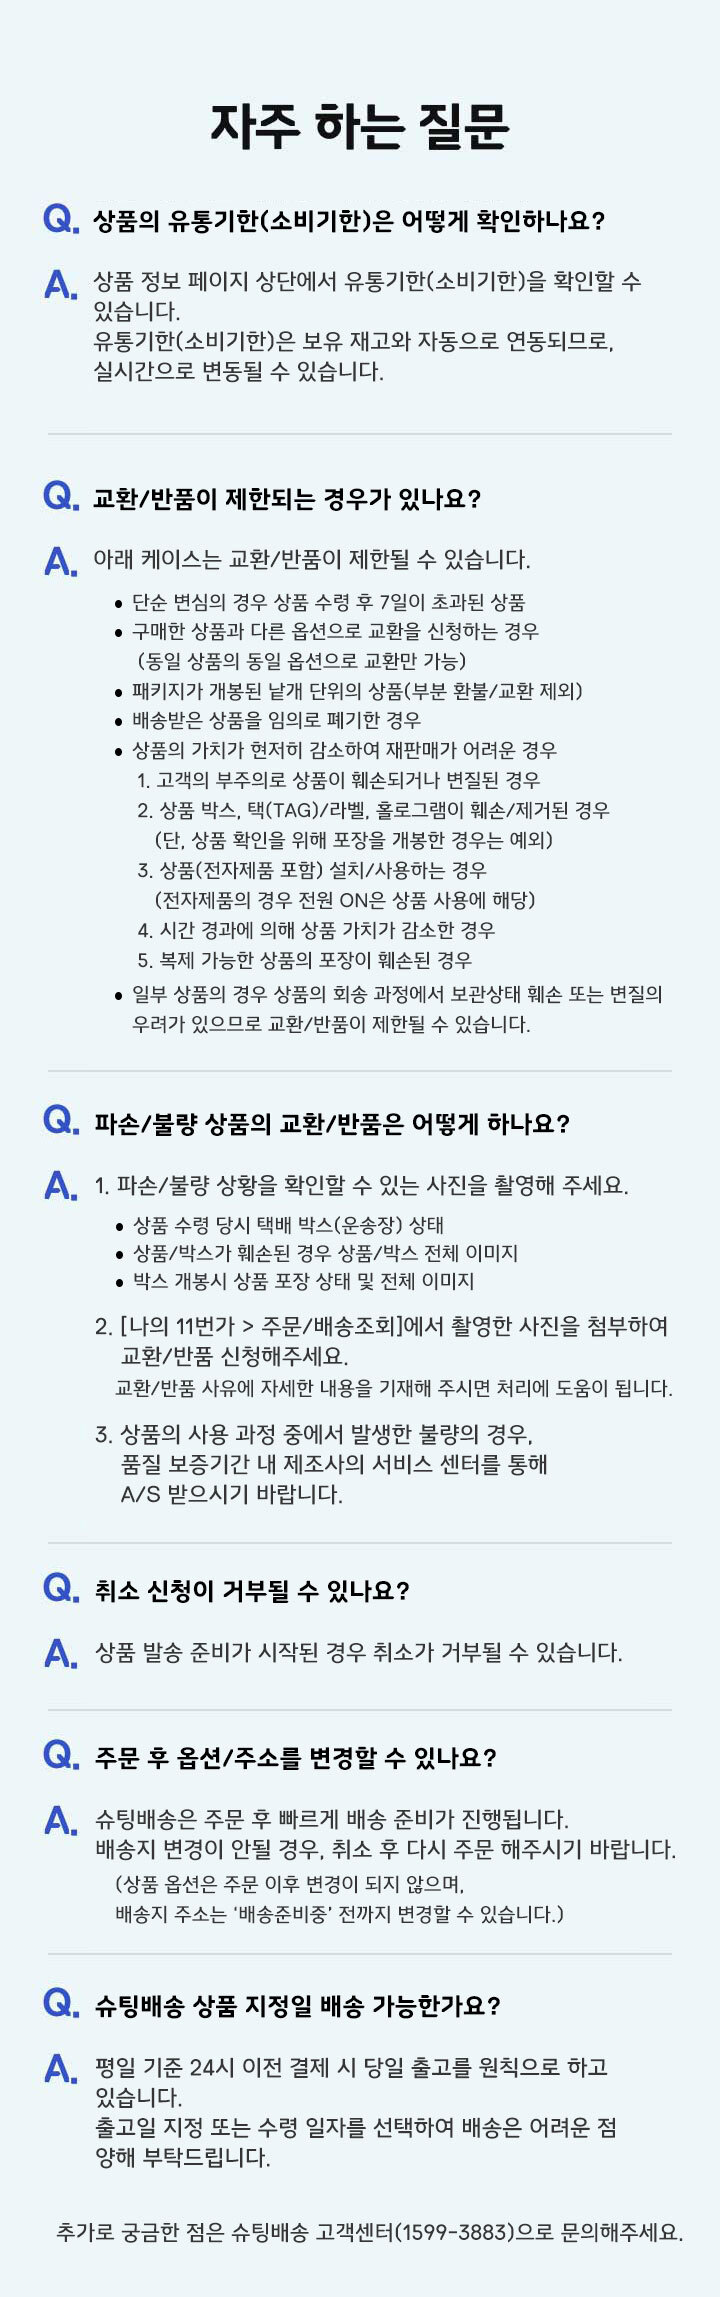 자주 하는 질문
Q. 상품의 유통기한(소비기한)은 어떻게 확인하나요?
A. 상품 정보 페이지 상단에서 유통기한(소비기한)을 확인할 수
있습니다.
유통기한(소비기한)은 보유 재고와 자동으로 연동되므로,
실시간으로 변동될 수 있습니다.
Q. 교환/반품이 제한되는 경우가 있나요?
A. 아래 케이스는 교환/반품이 제한될 수 있습니다.
• 단순 변심의 경우 상품 수령 후 7일이 초과된 상품
• 구매한 상품과 다른 옵션으로 교환을 신청하는 경우
(동일 상품의 동일 옵션으로 교환만 가능)
• 패키지가 개봉된 낱개 단위의 상품(부분 환불/교환 제외)
• 배송받은 상품을 임의로 폐기한 경우
• 상품의 가치가 현저히 감소하여 재판매가 어려운 경우
1. 고객의 부주의로 상품이 훼손되거나 변질된 경우
2. 상품 박스, 택(TAG)/라벨, 홀로그램이 훼손/제거된 경우
(단, 상품 확인을 위해 포장을 개봉한 경우는 예외)
3. 상품(전자제품 포함) 설치/사용하는 경우
(전자제품의 경우 전원 ON은 상품 사용에 해당)
4. 시간 경과에 의해 상품 가치가 감소한 경우
5. 복제 가능한 상품의 포장이 훼손된 경우
• 일부 상품의 경우 상품의 회송 과정에서 보관상태 훼손 또는 변질의
우려가 있으므로 교환/반품이 제한될 수 있습니다.
Q. 파손/불량 상품의 교환/반품은 어떻게 하나요?
A. 1. 파손/불량 상황을 확인할 수 있는 사진을 촬영해 주세요.
• 상품 수령 당시 택배 박스(운송장) 상태
• 상품/박스가 훼손된 경우 상품/박스 전체 이미지
• 박스 개봉시 상품 포장 상태 및 전체 이미지
2. [나의 11번가 > 주문/배송조회]에서 촬영한 사진을 첨부하여
교환/반품 신청해주세요.
교환/반품 사유에 자세한 내용을 기재해 주시면 처리에 도움이 됩니다.
3. 상품의 사용 과정 중에서 발생한 불량의 경우,
품질 보증기간 내 제조사의 서비스 센터를 통해
A/S 받으시기 바랍니다.
Q. 취소 신청이 거부될 수 있나요?
A. 상품 발송 준비가 시작된 경우 취소가 거부될 수 있습니다.
Q. 주문 후 옵션/주소를 변경할 수 있나요?
A. 슈팅배송은 주문 후 빠르게 배송 준비가 진행됩니다.
배송지 변경이 안될 경우, 취소 후 다시 주문 해주시기 바랍니다.
(상품 옵션은 주문 이후 변경이 되지 않으며,
배송지 주소는 '배송준비중' 전까지 변경할 수 있습니다.)
Q. 슈팅배송 상품 지정일 배송 가능한가요?
A. 평일 기준 24시 이전 결제 시 당일 출고를 원칙으로 하고
있습니다.
출고일 지정 또는 수령 일자를 선택하여 배송은 어려운 점
양해 부탁드립니다.
추가로 궁금한 점은 슈팅배송 고객센터(1599-3883)으로 문의해주세요.